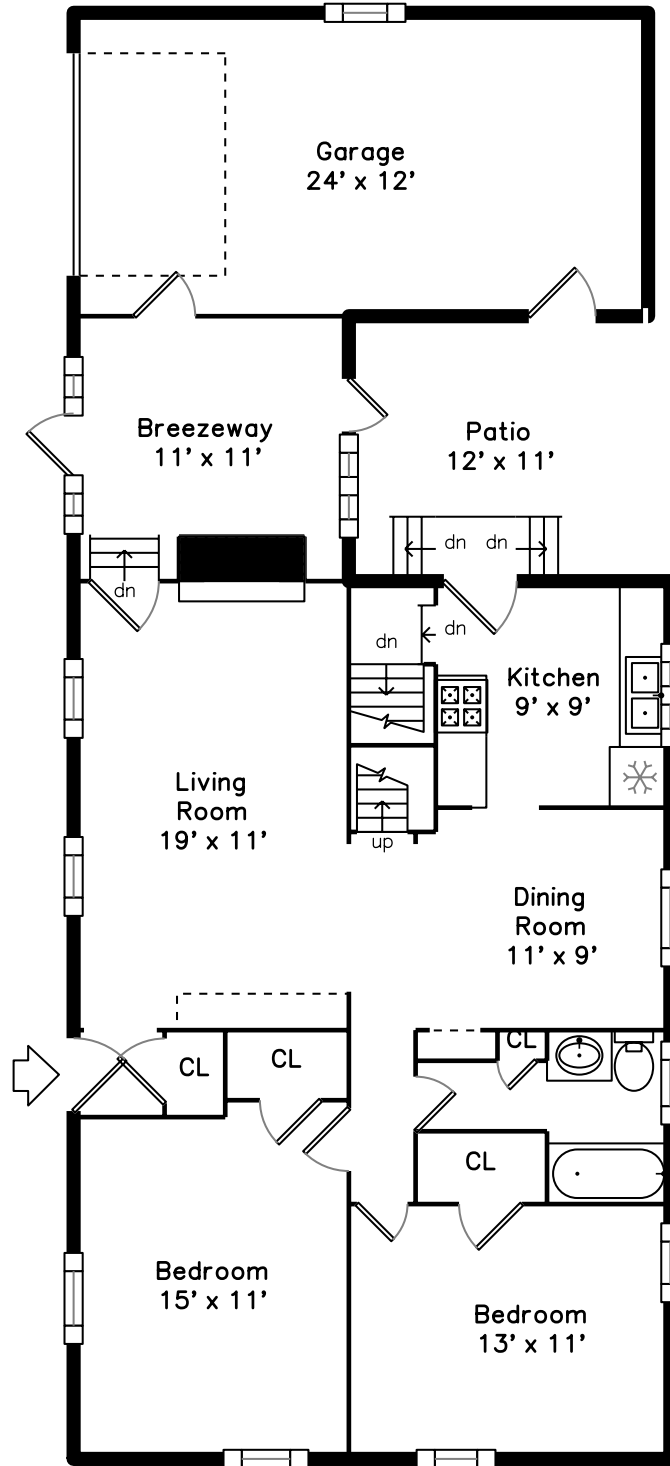 Garage
24' x 12'
Breezeway
11' x 11'
Patio
12' x 11'
dn
dn
dn
dn
dn
Kitchen
9' x 9'
Living
Room
19' x 11'
up
Dining
Room
11' x 9'
CL
CL
CL
CL
Bedroom
15' x 11'
Bedroom
13' x 11'